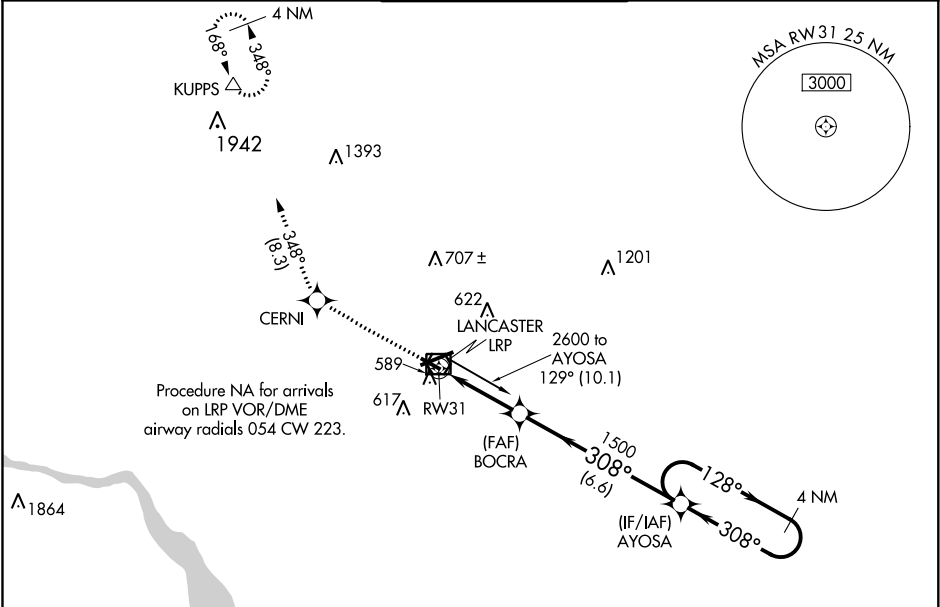 4 NM
168°
348°
KUPPS
1942
1393
MSA RW31 25 NM
3000
348°
(8.3)
707 ±
1201
CERNI
622
LANCASTER
LRP
2600 to
AYOSA
129° (10.1)
589
Procedure NA for arrivals
on LRP VOR/DME
airway radials 054 CW 223.
617
RW31
(FAF)
BOCRA
1500
308°
(6.6)
128°
4 NM
1864
(IF/IAF)
AYOSA
308°